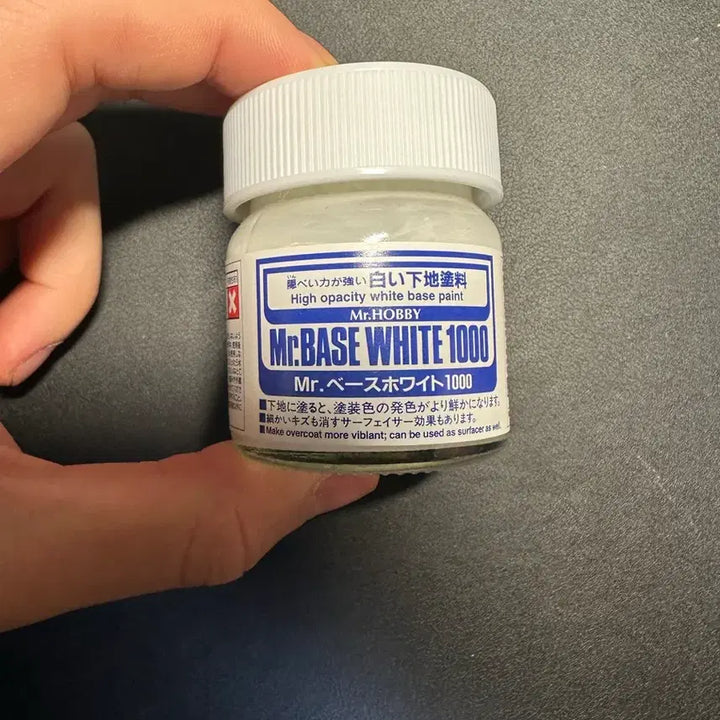 隠ぺい力が強い 白い下地塗料
High opacity white base paint
Mr.HOBBY
Mr.BASE WHITE 1000
Mr.ベースホワイト1000
■下地に塗ると、塗装色の発色がより鮮かになります。
■細かいキズも消すサーフェイサー効果もあります。
■Make overcoat more viblant; can be used as surfacer as well.